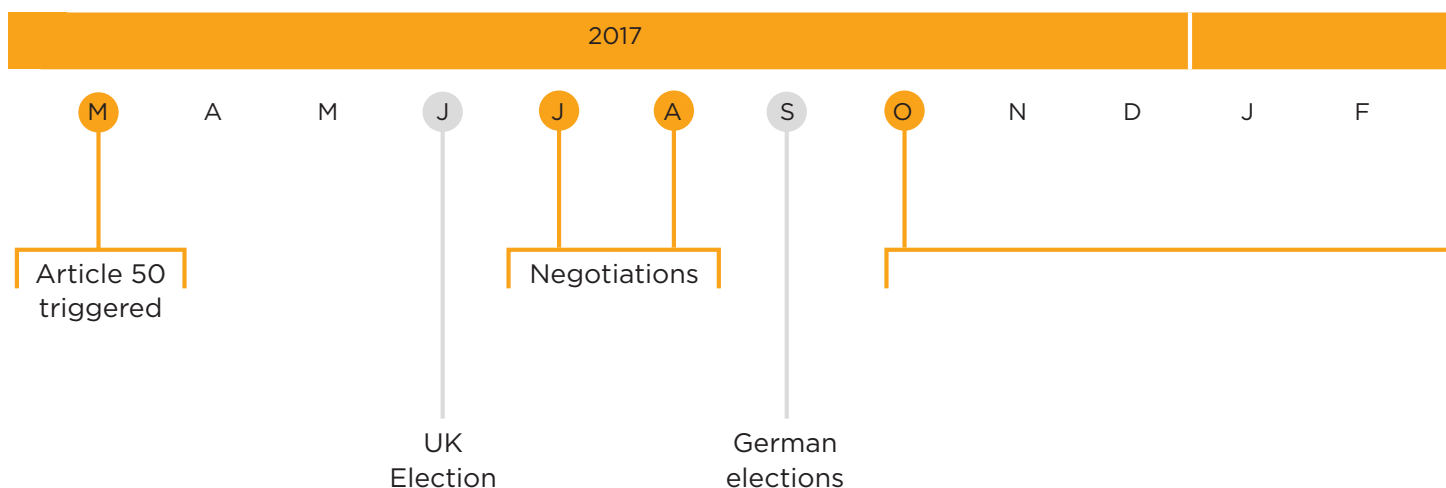 2017
M A M J J A S O N D J F
Article 50
triggered
Negotiations
UK
Election
German
elections